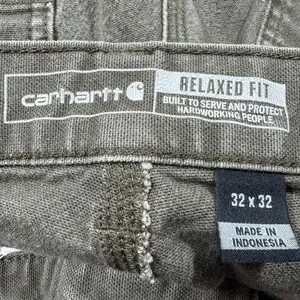 carhartt
RELAXED FIT
BUILT TO SERVE AND PROTECT
HARDWORKING PEOPLE.
32 x 32
MADE IN
INDONESIA